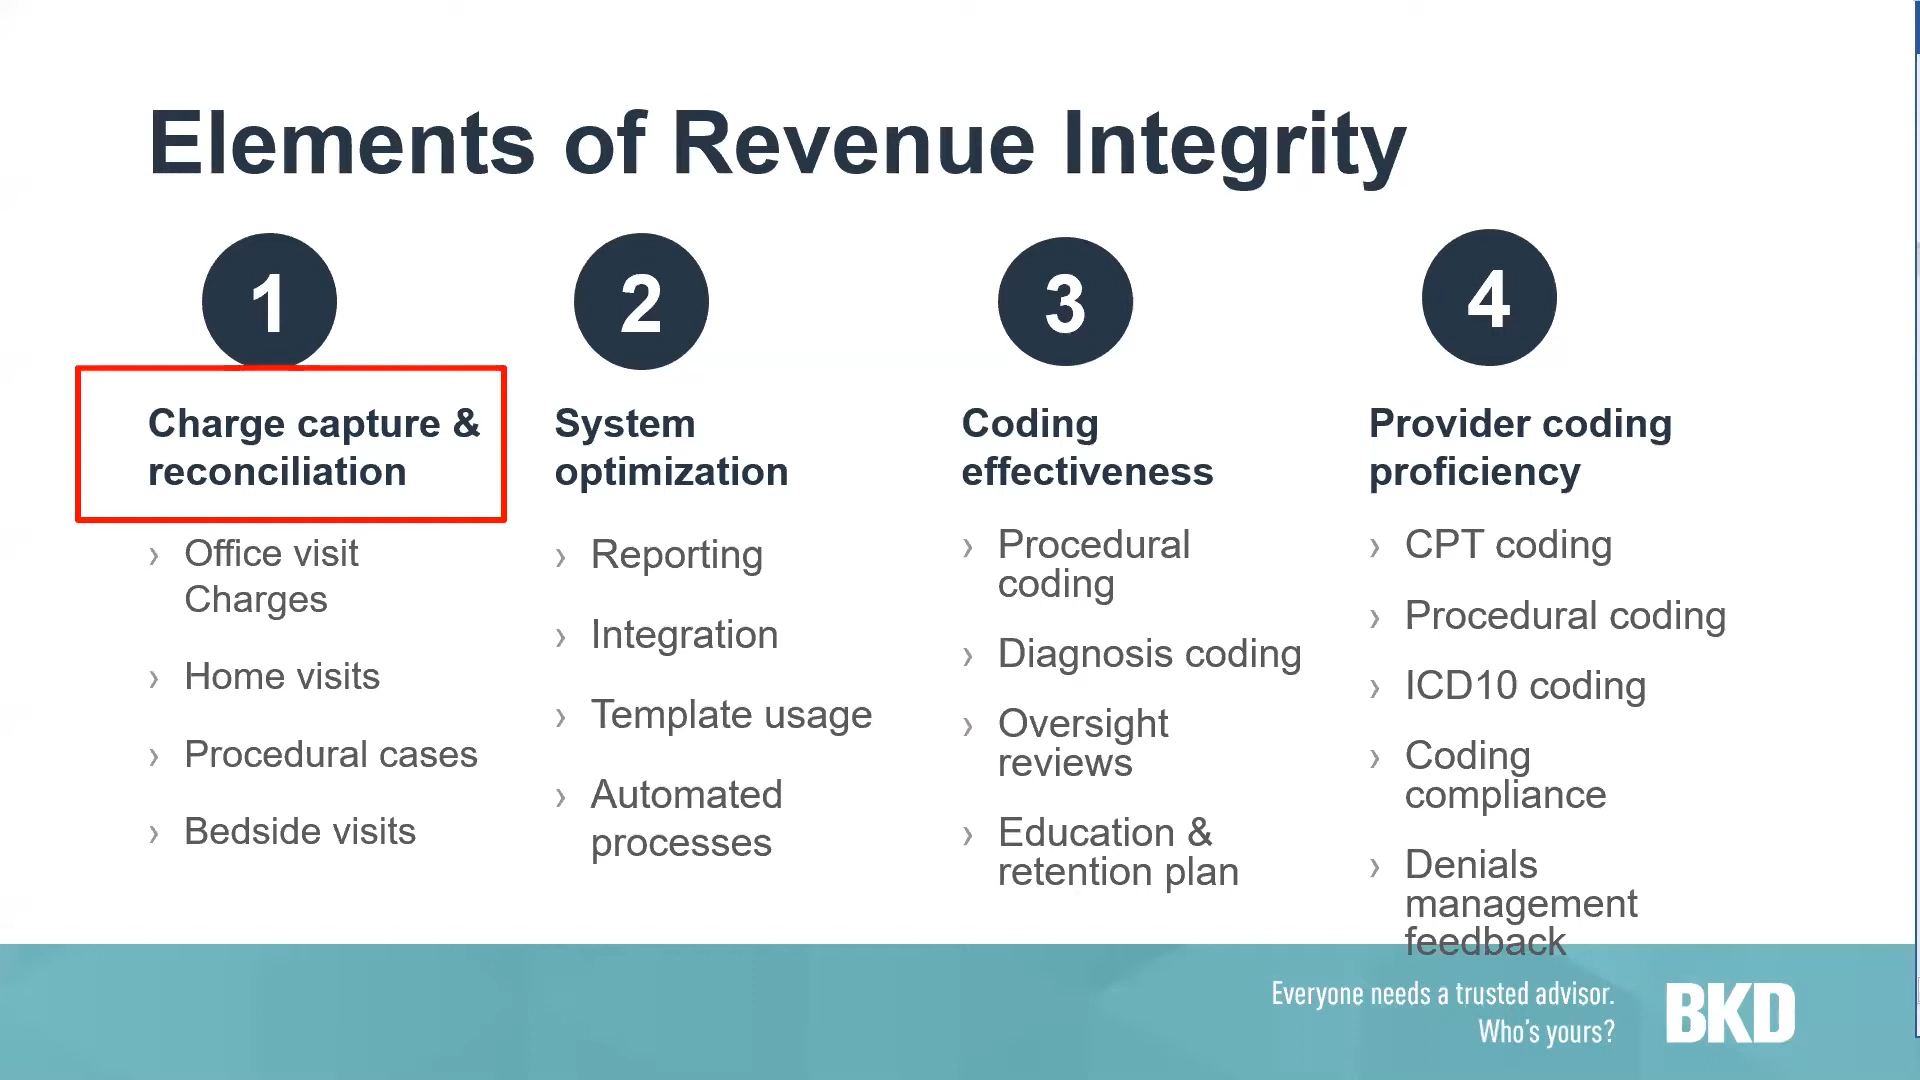 Elements of Revenue Integrity
1
Charge capture &
reconciliation
› Office visit
Charges
› Home visits
› Procedural cases
› Bedside visits
2
System
optimization
› Reporting
› Integration
› Template usage
› Automated
processes
3
Coding
effectiveness
› Procedural
coding
› Diagnosis coding
› Oversight
reviews
› Education &
retention plan
4
Provider coding
proficiency
› CPT coding
› Procedural coding
› ICD10 coding
› Coding
compliance
› Denials
management
feedback
Everyone needs a trusted advisor.
Who's yours?
BKD